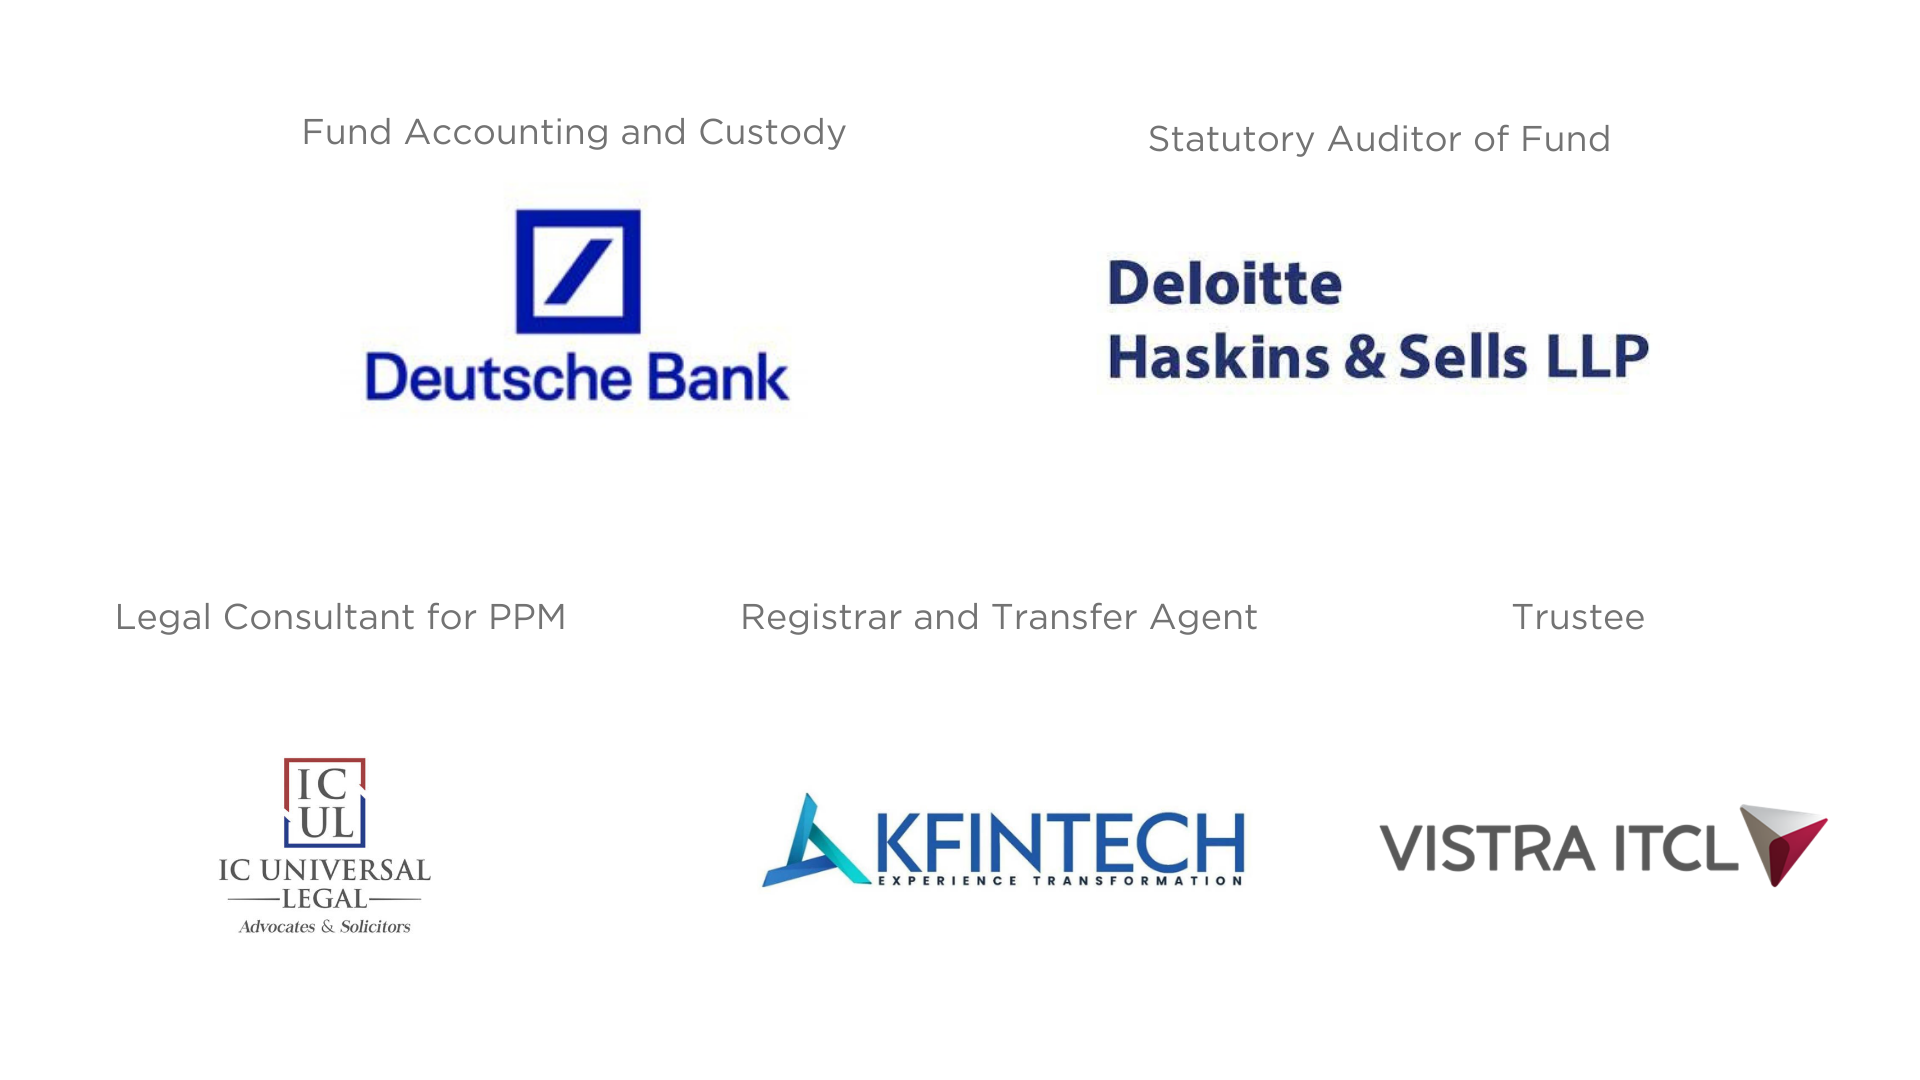 Fund Accounting and Custody
Statutory Auditor of Fund
Deutsche Bank
Deloitte
Haskins & Sells LLP
Legal Consultant for PPM
Registrar and Transfer Agent
Trustee
IC
UL
IC UNIVERSAL
LEGAL
Advocates & Solicitors
KFINTECH
EXPERIENCE TRANSFORMATION
VISTRA ITCL